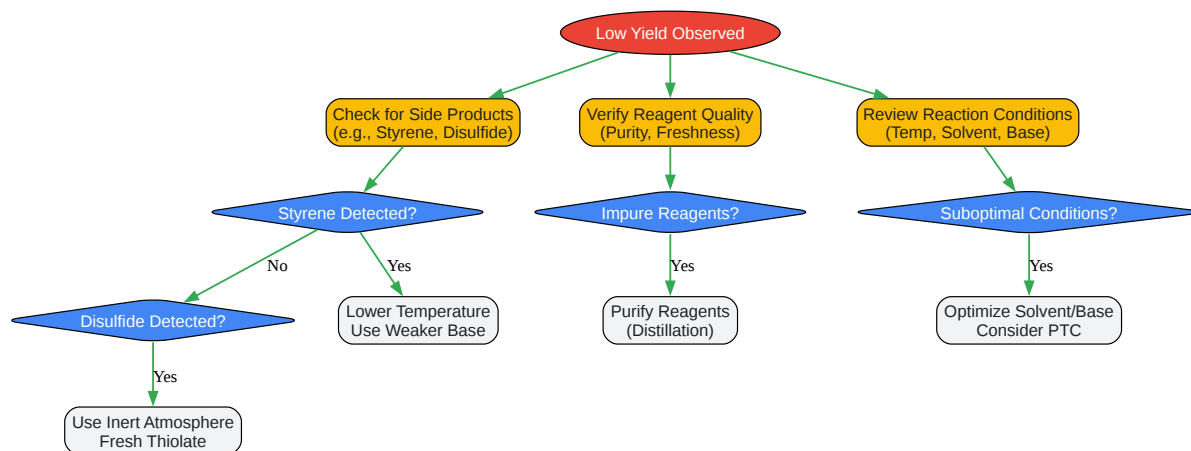 Low Yield Observed
Check for Side Products
(e.g., Styrene, Disulfide)
Verify Reagent Quality
(Purity, Freshness)
Review Reaction Conditions
(Temp, Solvent, Base)
Styrene Detected?
Impure Reagents?
Suboptimal Conditions?
No
Yes
Yes
Yes
Disulfide Detected?
Lower Temperature
Use Weaker Base
Purify Reagents
(Distillation)
Optimize Solvent/Base
Consider PTC
Yes
Use Inert Atmosphere
Fresh Thiolate